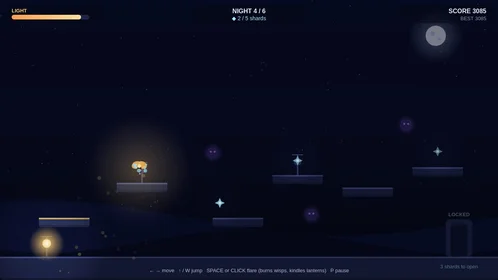 LIGHT
NIGHT 4 / 6
◆ 2 / 5 shards
SCORE 3085
BEST 3085
LOCKED
3 shards to open
← → move ↑ / W jump SPACE or CLICK flare (burns wisps, kindles lanterns) P pause